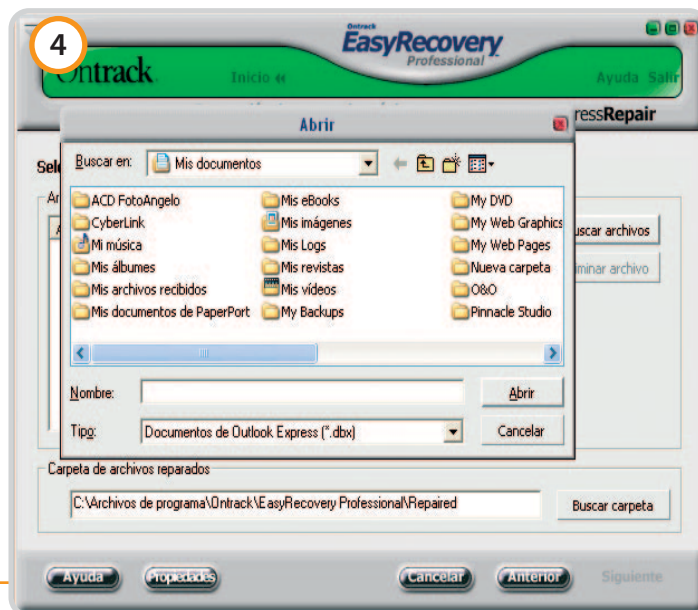 4
Ontrack
EasyRecovery
Professional
Ontrack
Inicio «
Ayuda Salir
ressRepair
Abrir
Sele
Buscar en: Mis documentos
ACD FotoAngelo
CyberLink
Mi música
Mis álbumes
Mis archivos recibidos
Mis documentos de PaperPort
Mis eBooks
Mis imágenes
Mis Logs
Mis revistas
Mis vídeos
My Backups
My DVD
My Web Graphics
My Web Pages
Nueva carpeta
O&O
Pinnacle Studio
uscar archivos
iminar archivo
Nombre:
Abrir
Tipo: Documentos de Outlook Express (*.dbx)
Cancelar
Carpeta de archivos reparados
C:\Archivos de programa\Ontrack\EasyRecovery Professional\Repaired
Buscar carpeta
Ayuda
Propiedades
Cancelar
Anterior
Siguiente